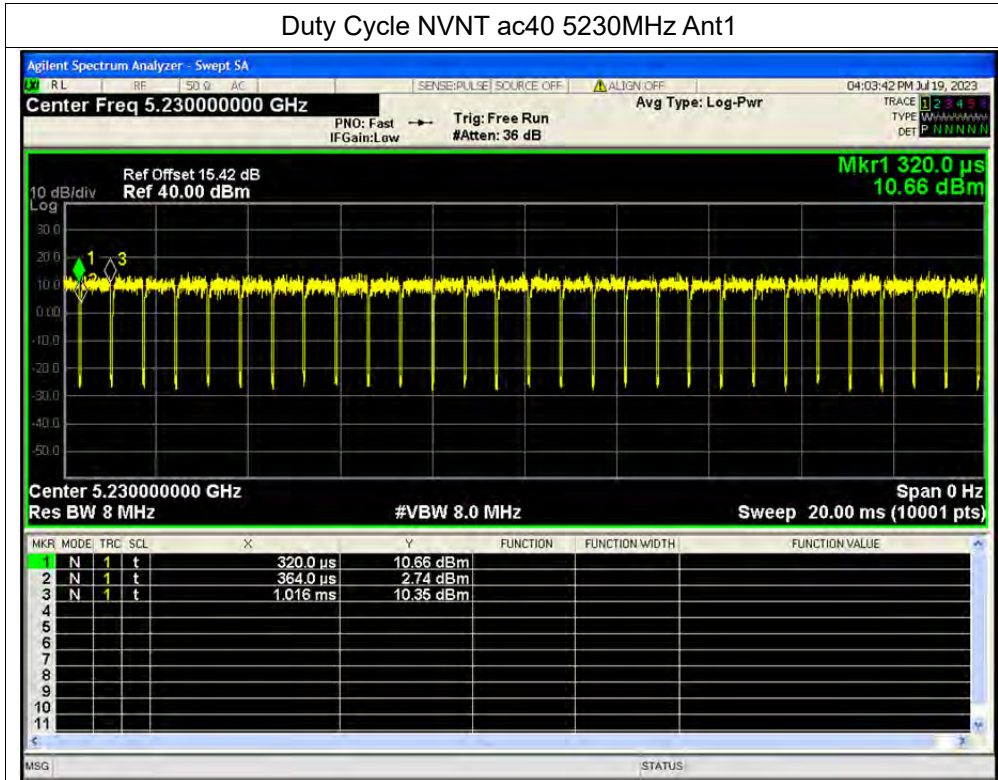 Duty Cycle NVNT ac40 5230MHz Ant1
Agilent Spectrum Analyzer - Swept SA
RL RF 50 Ω AC SENSE:PULSE SOURCE OFF ALIGN OFF 04:03:42 PM Jul 19, 2023
Center Freq 5.230000000 GHz Avg Type: Log-Pwr TRACE 1 2 3 4 5 6
PNO: Fast Trig: Free Run TYPE
IFGain:Low #Atten: 36 dB DET P N N N N N
Mkr1 320.0 µs
Ref Offset 15.42 dB
10 dB/div Ref 40.00 dBm 10.66 dBm
Log
30.0
20.0
1 3
2
10.0
0.00
-10.0
-20.0
-30.0
-40.0
-50.0
Center 5.230000000 GHz Span 0 Hz
Res BW 8 MHz #VBW 8.0 MHz Sweep 20.00 ms (10001 pts)
MKR MODE TRC SCL X Y FUNCTION FUNCTION WIDTH FUNCTION VALUE
1 N 1 t 320.0 µs 10.66 dBm
2 N 1 t 364.0 µs 2.74 dBm
3 N 1 t 1.016 ms 10.35 dBm
4
5
6
7
8
9
10
11
MSG STATUS